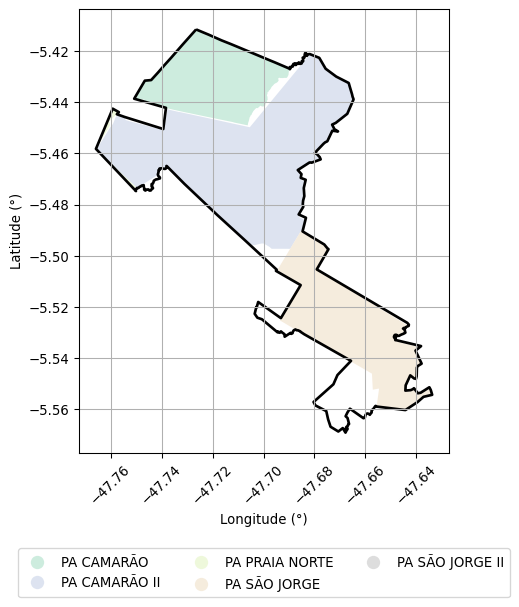 −5.42
−5.44
−5.46
−5.48
−5.50
−5.52
−5.54
−5.56
Latitude (°)
−47.76
−47.74
−47.72
−47.70
−47.68
−47.66
−47.64
Longitude (°)
PA CAMARÃO
PA CAMARÃO II
PA PRAIA NORTE
PA SÃO JORGE
PA SÃO JORGE II